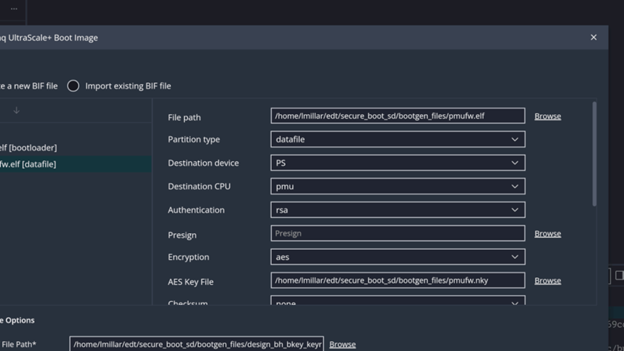 ...
q UltraScale+ Boot Image
e a new BIF file
Import existing BIF file
elf [bootloader]
fw.elf [datafile]
File path
/home/lmillar/edt/secure_boot_sd/bootgen_files/pmufw.elf
Browse
Partition type
datafile
Destination device
PS
Destination CPU
pmu
Authentication
rsa
Presign
Presign
Browse
Encryption
aes
AES Key File
/home/lmillar/edt/secure_boot_sd/bootgen_files/pmufw.nky
Browse
Checksum
none
e Options
File Path*
/home/lmillar/edt/secure_boot_sd/bootgen_files/design_bh_bkey_keyr
Browse